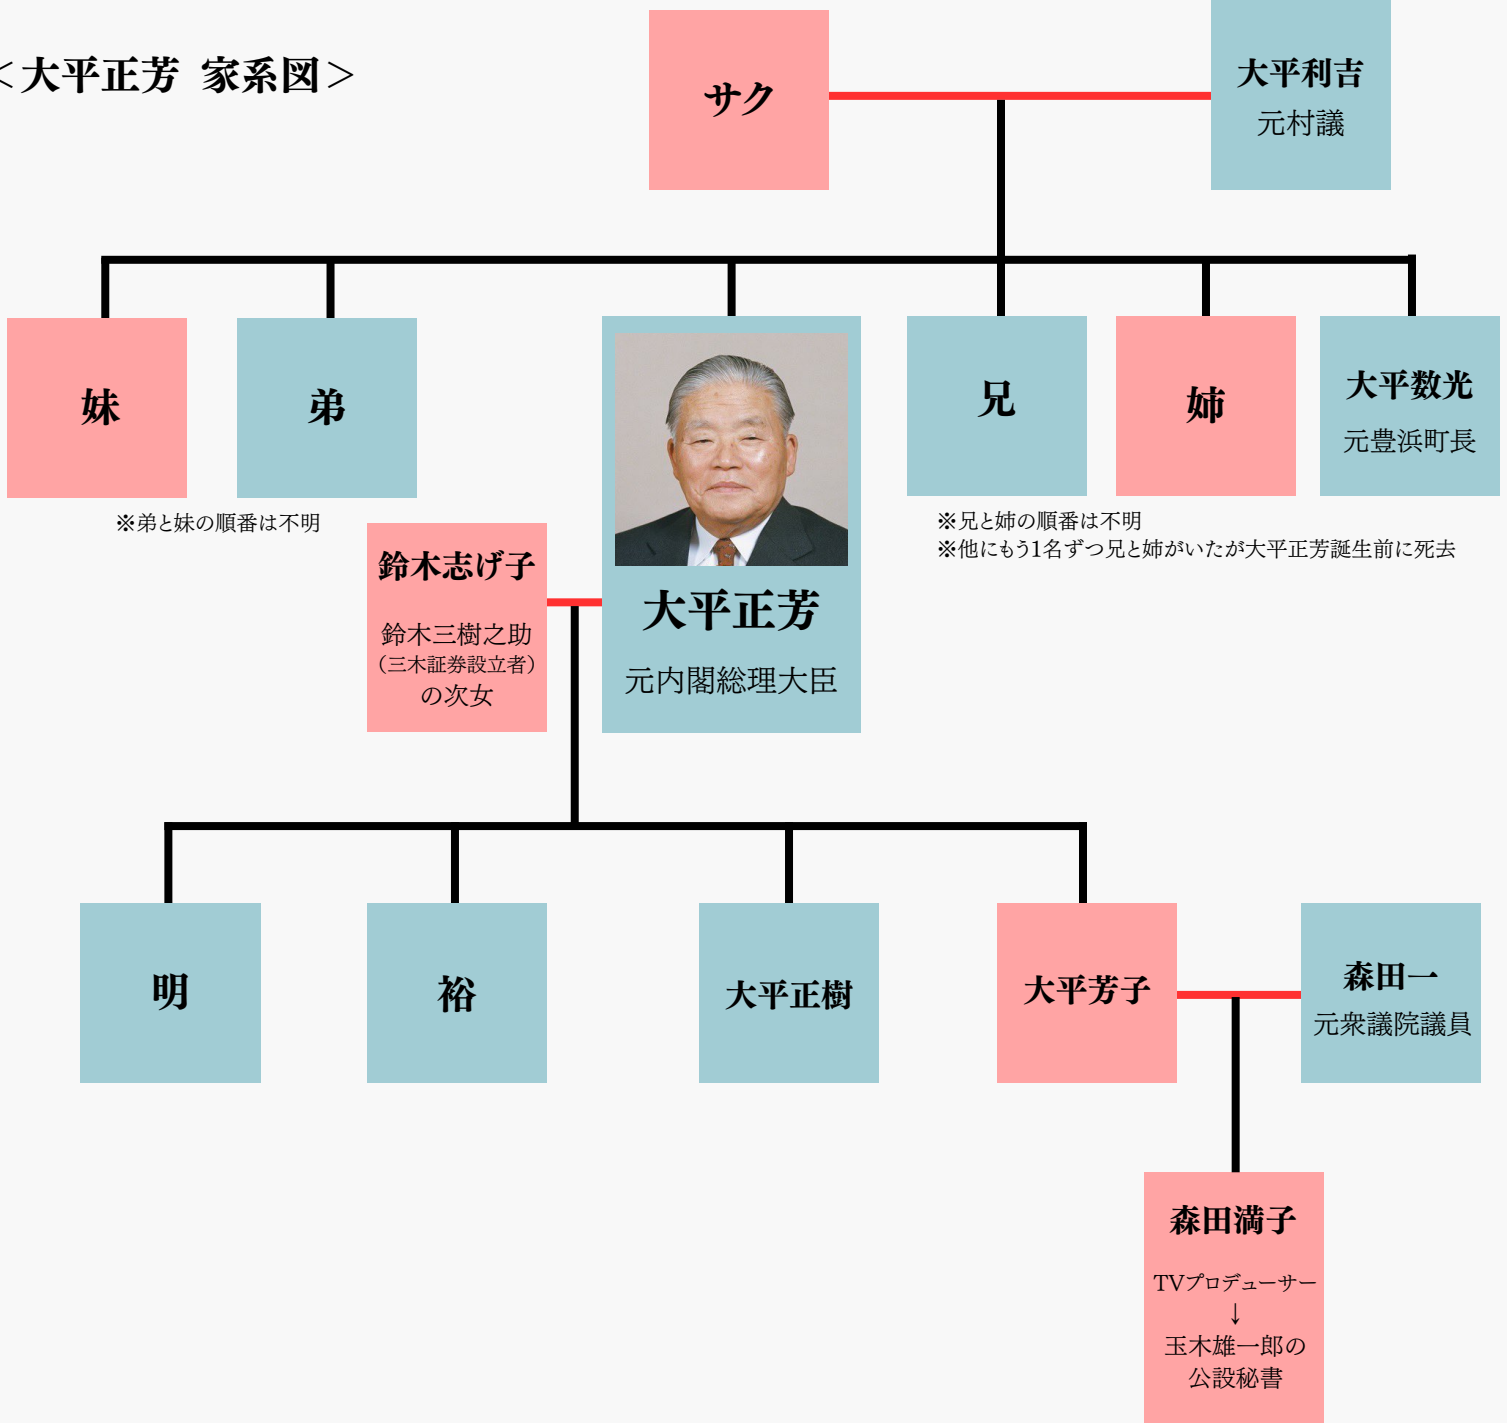 ＜大平正芳 家系図＞
サク
大平利吉
元村議
妹
弟
※弟と妹の順番は不明
大平正芳
元内閣総理大臣
兄
姉
大平数光
元豊浜町長
※兄と姉の順番は不明
※他にもう1名ずつ兄と姉がいたが大平正芳誕生前に死去
鈴木志げ子
鈴木三樹之助
（三木証券設立者）
の次女
明
裕
大平正樹
大平芳子
森田一
元衆議院議員
森田満子
TVプロデューサー
↓
玉木雄一郎の
公設秘書